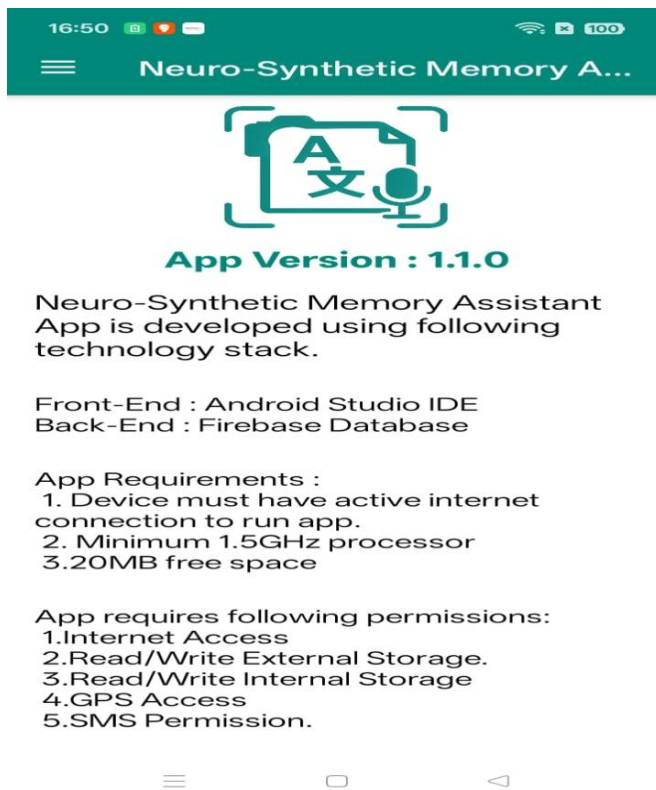 16:50
100
Neuro-Synthetic Memory A...
A
文
App Version : 1.1.0
Neuro-Synthetic Memory Assistant
App is developed using following
technology stack.
Front-End : Android Studio IDE
Back-End : Firebase Database
App Requirements :
1. Device must have active internet
connection to run app.
2. Minimum 1.5GHz processor
3.20MB free space
App requires following permissions:
1.Internet Access
2.Read/Write External Storage.
3.Read/Write Internal Storage
4.GPS Access
5.SMS Permission.